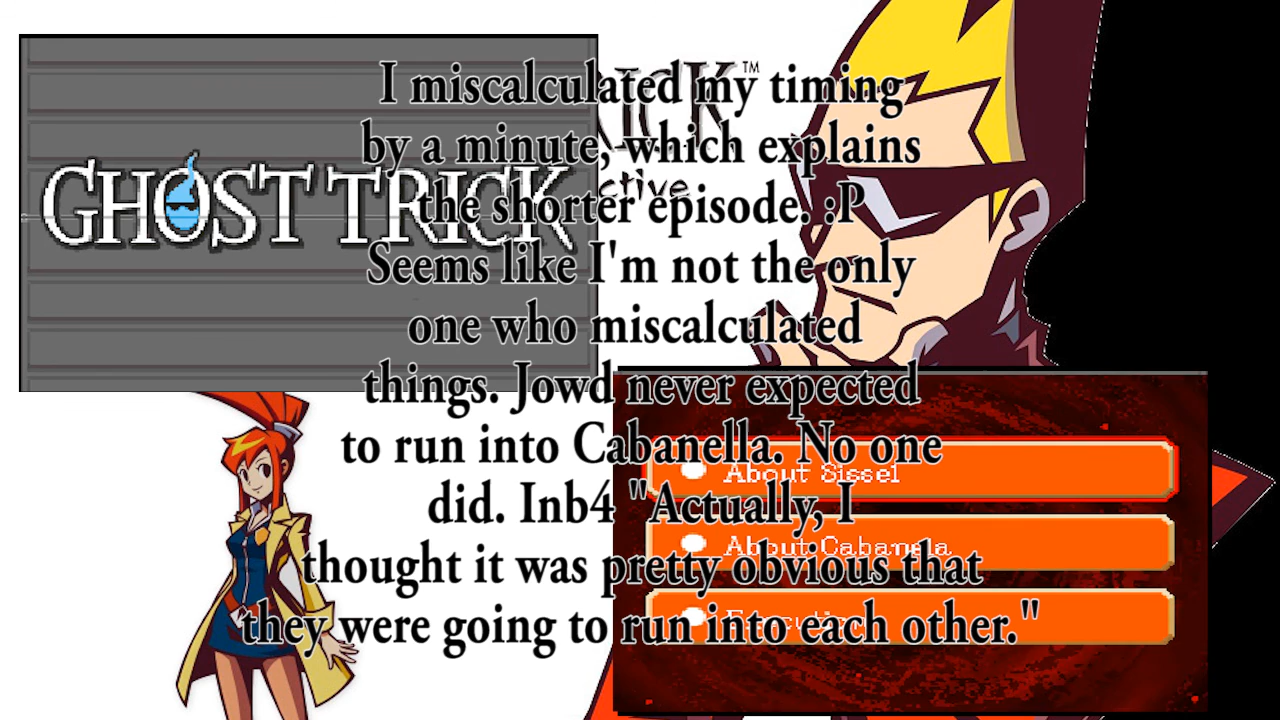 GHOST TRICK
RICK™
ctive
I miscalculated my timing
by a minute, which explains
the shorter episode. :P
Seems like I'm not the only
one who miscalculated
things. Jowd never expected
to run into Cabanella. No one
did. Inb4 "Actually, I
thought it was pretty obvious that
they were going to run into each other."
About Sissel
About Cabanela